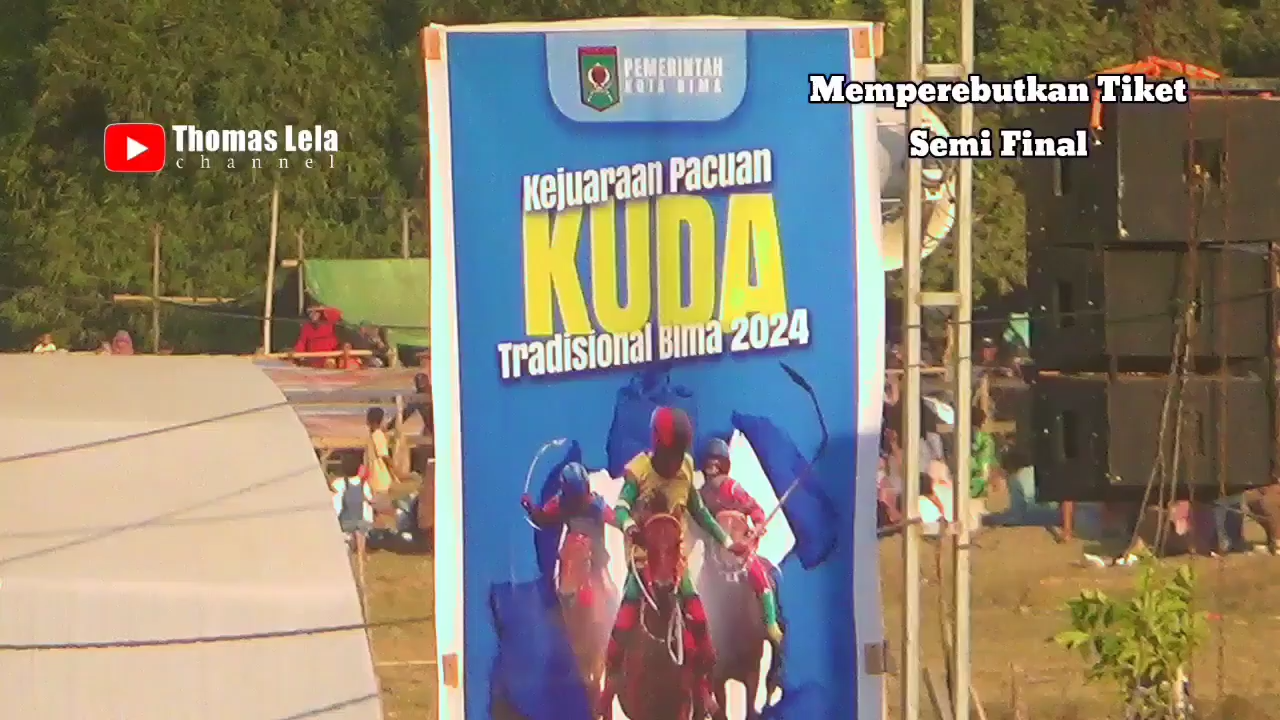 Thomas Lela
channel
PEMERINTAH
KOTA BIMA
Kejuaraan Pacuan
KUDA
Tradisional Bima 2024
Memperebutkan Tiket
Semi Final